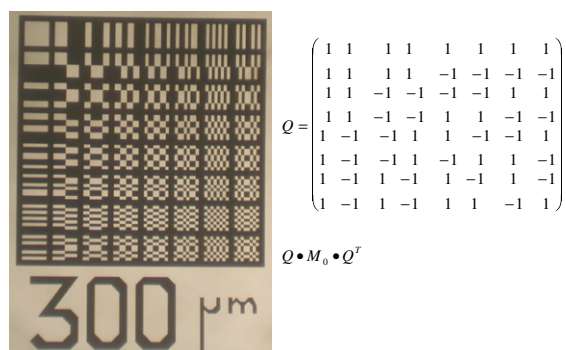 300 µm
1 1 1 1 1 1 1 1
1 1 1 1 −1 −1 −1 −1
1 1 −1 −1 −1 −1 1 1
1 1 −1 −1 1 1 −1 −1
Q =
1 −1 −1 1 1 −1 −1 1
1 −1 −1 1 −1 1 1 −1
1 −1 1 −1 1 −1 1 −1
1 −1 1 −1 1 1 −1 1
Q • M₀ • Qᵀ